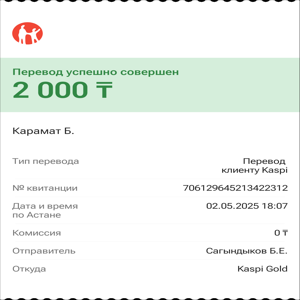 Перевод успешно совершен
2 000 ₸
Карамат Б.
Тип перевода Перевод
клиенту Kaspi
№ квитанции 706129645213422312
Дата и время 02.05.2025 18:07
по Астане
Комиссия 0 ₸
Отправитель Сагындыков Б.Е.
Откуда Kaspi Gold